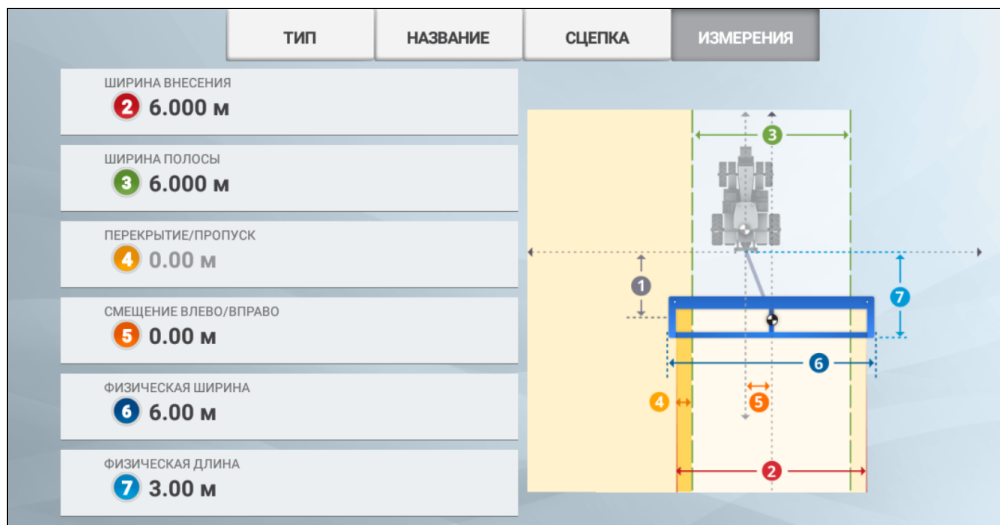 ТИП НАЗВАНИЕ СЦЕПКА ИЗМЕРЕНИЯ
ШИРИНА ВНЕСЕНИЯ
2 6.000 м
ШИРИНА ПОЛОСЫ
3 6.000 м
ПЕРЕКРЫТИЕ/ПРОПУСК
4 0.00 м
СМЕЩЕНИЕ ВЛЕВО/ВПРАВО
5 0.00 м
ФИЗИЧЕСКАЯ ШИРИНА
6 6.00 м
ФИЗИЧЕСКАЯ ДЛИНА
7 3.00 м
3
1
7
6
4
5
2